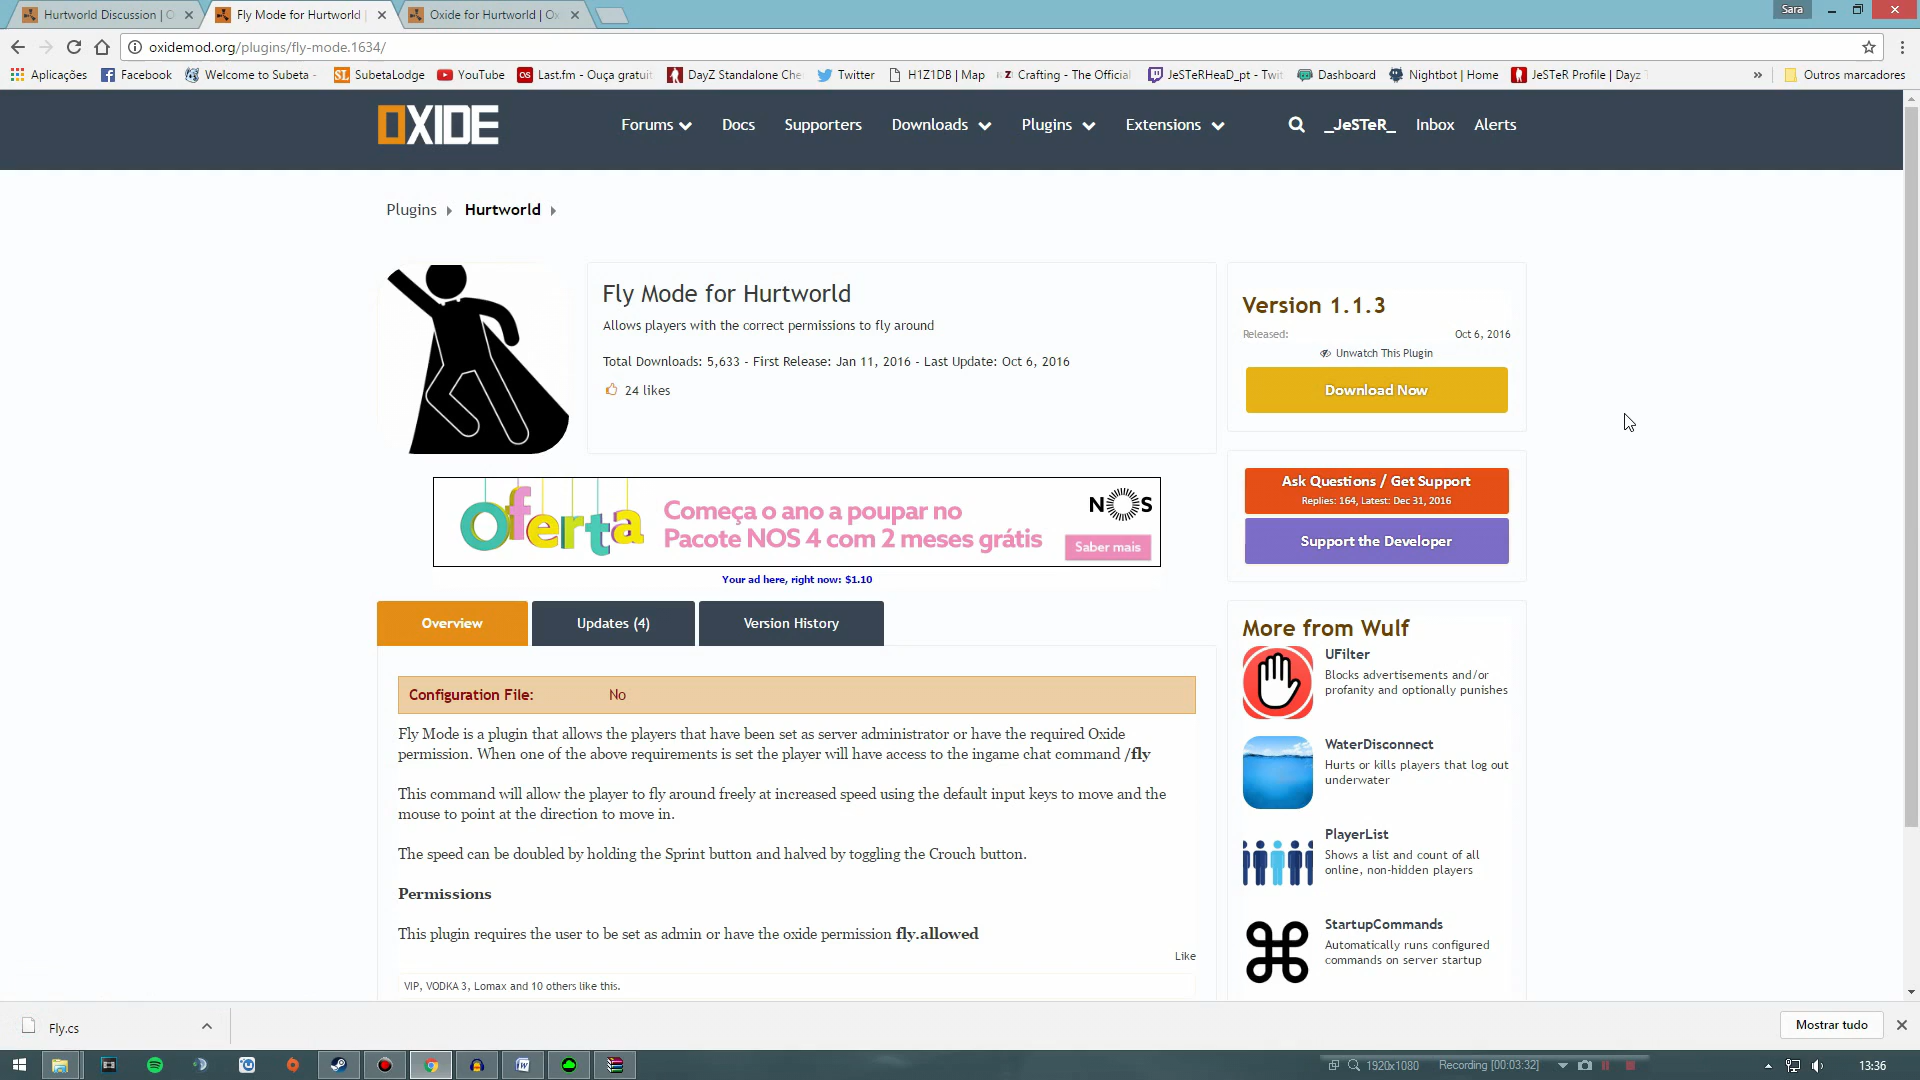 Hurtworld Discussion | O
Fly Mode for Hurtworld |
Oxide for Hurtworld | Ox
Sara
oxidemod.org/plugins/fly-mode.1634/
Aplicações
Facebook
Welcome to Subeta -
SubetaLodge
YouTube
Last.fm - Ouça gratuit
DayZ Standalone Che
Twitter
H1Z1DB | Map
Crafting - The Official
JeSTeRHeaD_pt - Twit
Dashboard
Nightbot | Home
JeSTeR Profile | Dayz
Outros marcadores
OXIDE
Forums
Docs
Supporters
Downloads
Plugins
Extensions
_JeSTeR_
Inbox
Alerts
Plugins
Hurtworld
Fly Mode for Hurtworld
Allows players with the correct permissions to fly around
Total Downloads: 5,633 - First Release: Jan 11, 2016 - Last Update: Oct 6, 2016
24 likes
Version 1.1.3
Released: Oct 6, 2016
Unwatch This Plugin
Download Now
Oferta
Começa o ano a poupar no
Pacote NOS 4 com 2 meses grátis
NOS
Saber mais
Your ad here, right now: $1.10
Ask Questions / Get Support
Replies: 164, Latest: Dec 31, 2016
Support the Developer
Overview
Updates (4)
Version History
Configuration File: No
Fly Mode is a plugin that allows the players that have been set as server administrator or have the required Oxide
permission. When one of the above requirements is set the player will have access to the ingame chat command /fly
This command will allow the player to fly around freely at increased speed using the default input keys to move and the
mouse to point at the direction to move in.
The speed can be doubled by holding the Sprint button and halved by toggling the Crouch button.
Permissions
This plugin requires the user to be set as admin or have the oxide permission fly.allowed
Like
VIP, VODKA 3, Lomax and 10 others like this.
More from Wulf
UFilter
Blocks advertisements and/or
profanity and optionally punishes
WaterDisconnect
Hurts or kills players that log out
underwater
PlayerList
Shows a list and count of all
online, non-hidden players
StartupCommands
Automatically runs configured
commands on server startup
Fly.cs
Mostrar tudo
1920x1080
Recording [00:03:32]
13:36